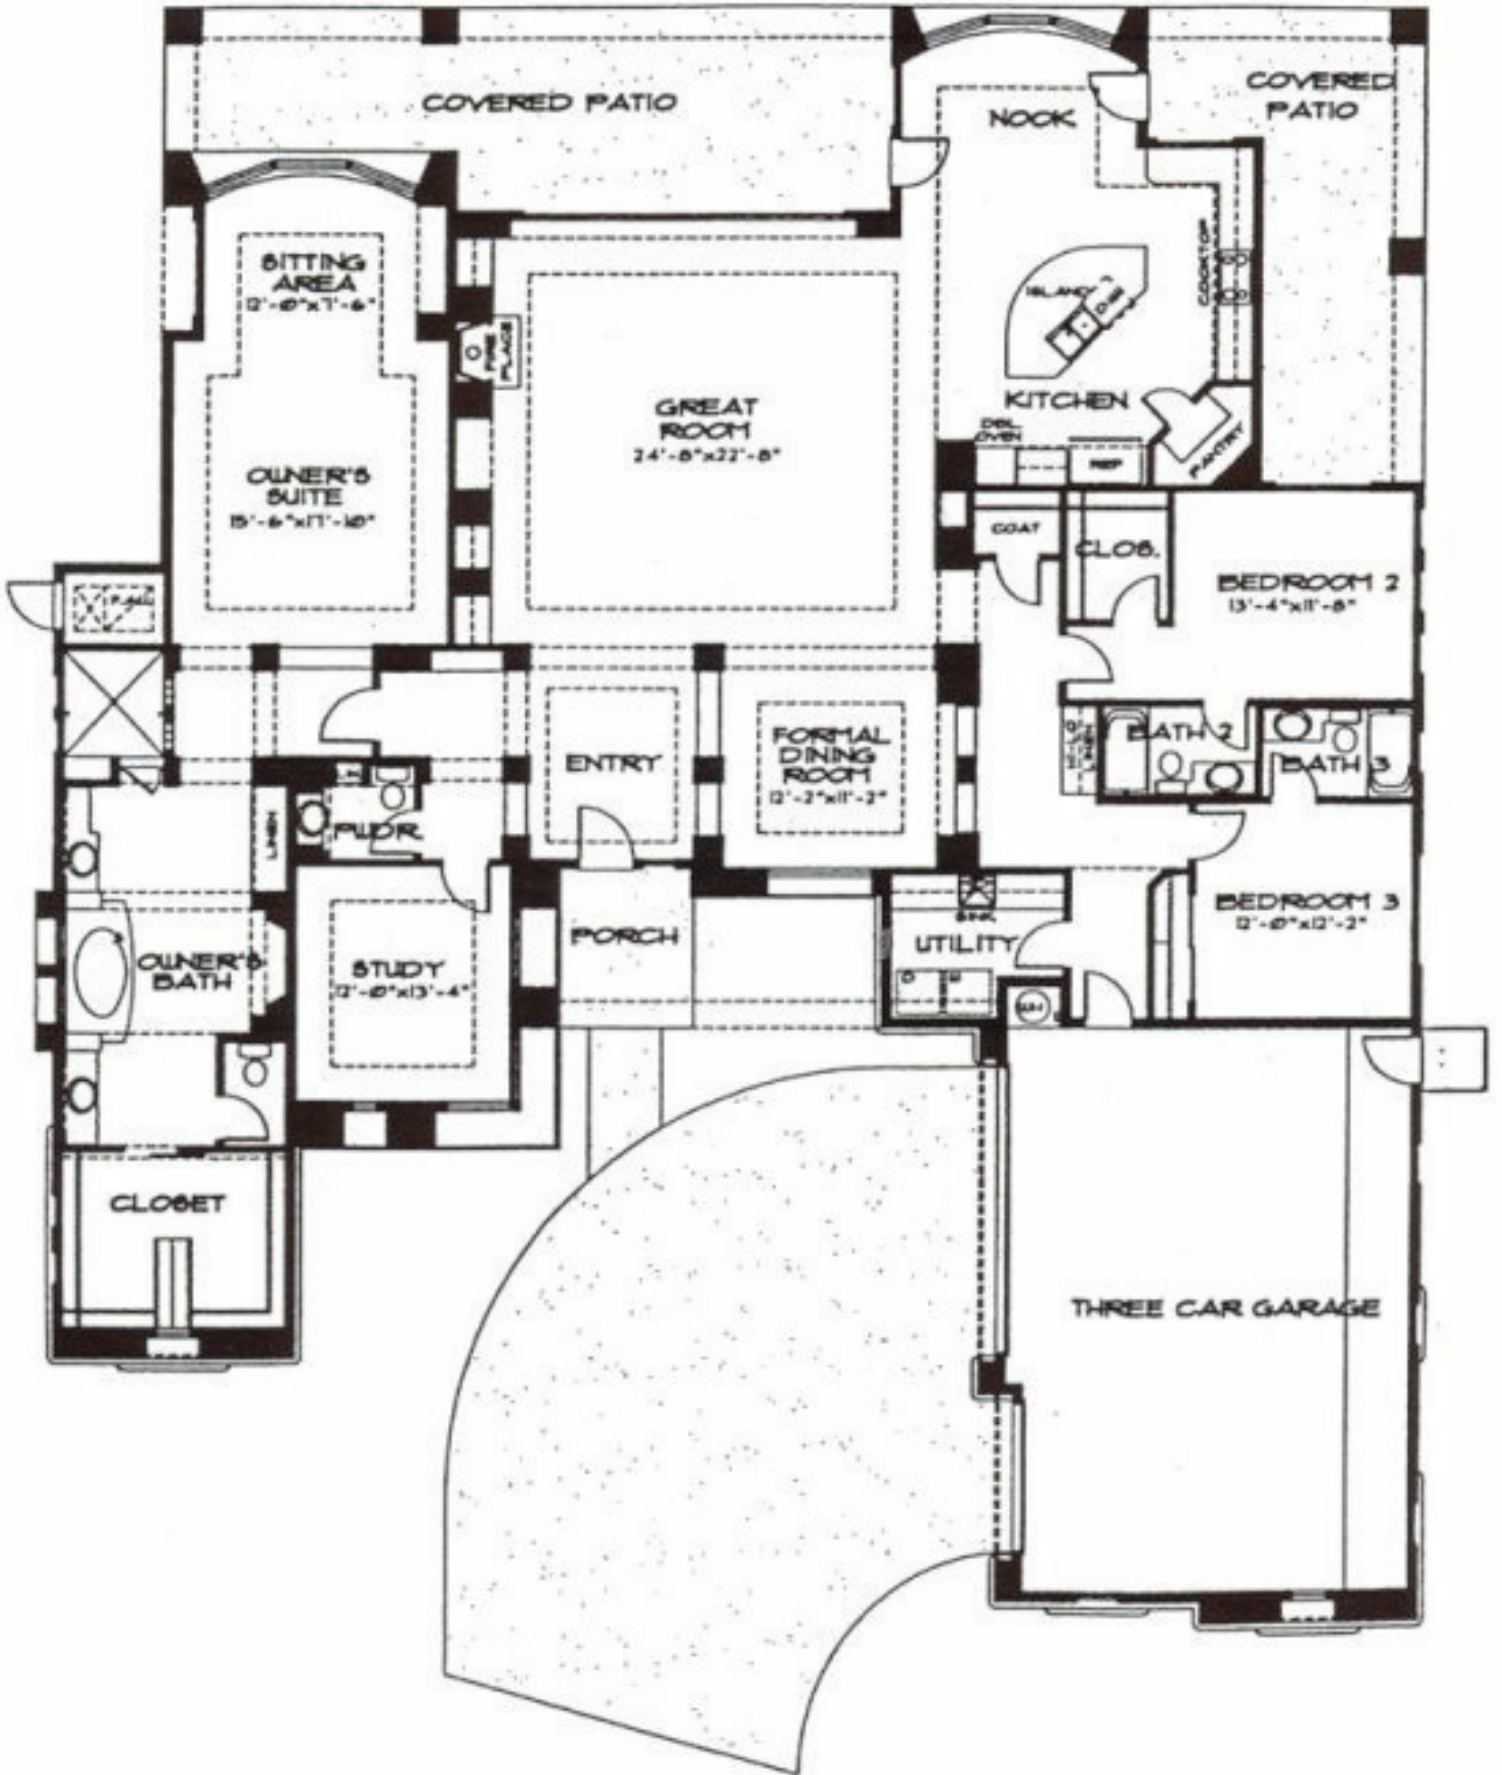 COVERED PATIO
COVERED
PATIO
NOOK
SITTING
AREA
12'-0"x7'-6"
COOKTOP
ISLAND
FIRE
PLACE
GREAT
ROOM
24'-8"x22'-8"
KITCHEN
DBL
OVEN
REF
PANTRY
OWNER'S
SUITE
15'-6"x17'-10"
COAT
CLOS.
BEDROOM 2
13'-4"x11'-8"
ENTRY
FORMAL
DINING
ROOM
12'-2"x11'-2"
LINEN
BATH 2
BATH 3
PWDR.
LINEN
BEDROOM 3
12'-0"x12'-2"
OWNER'S
BATH
STUDY
12'-0"x13'-4"
PORCH
SINK
UTILITY
D
WH
CLOSET
THREE CAR GARAGE